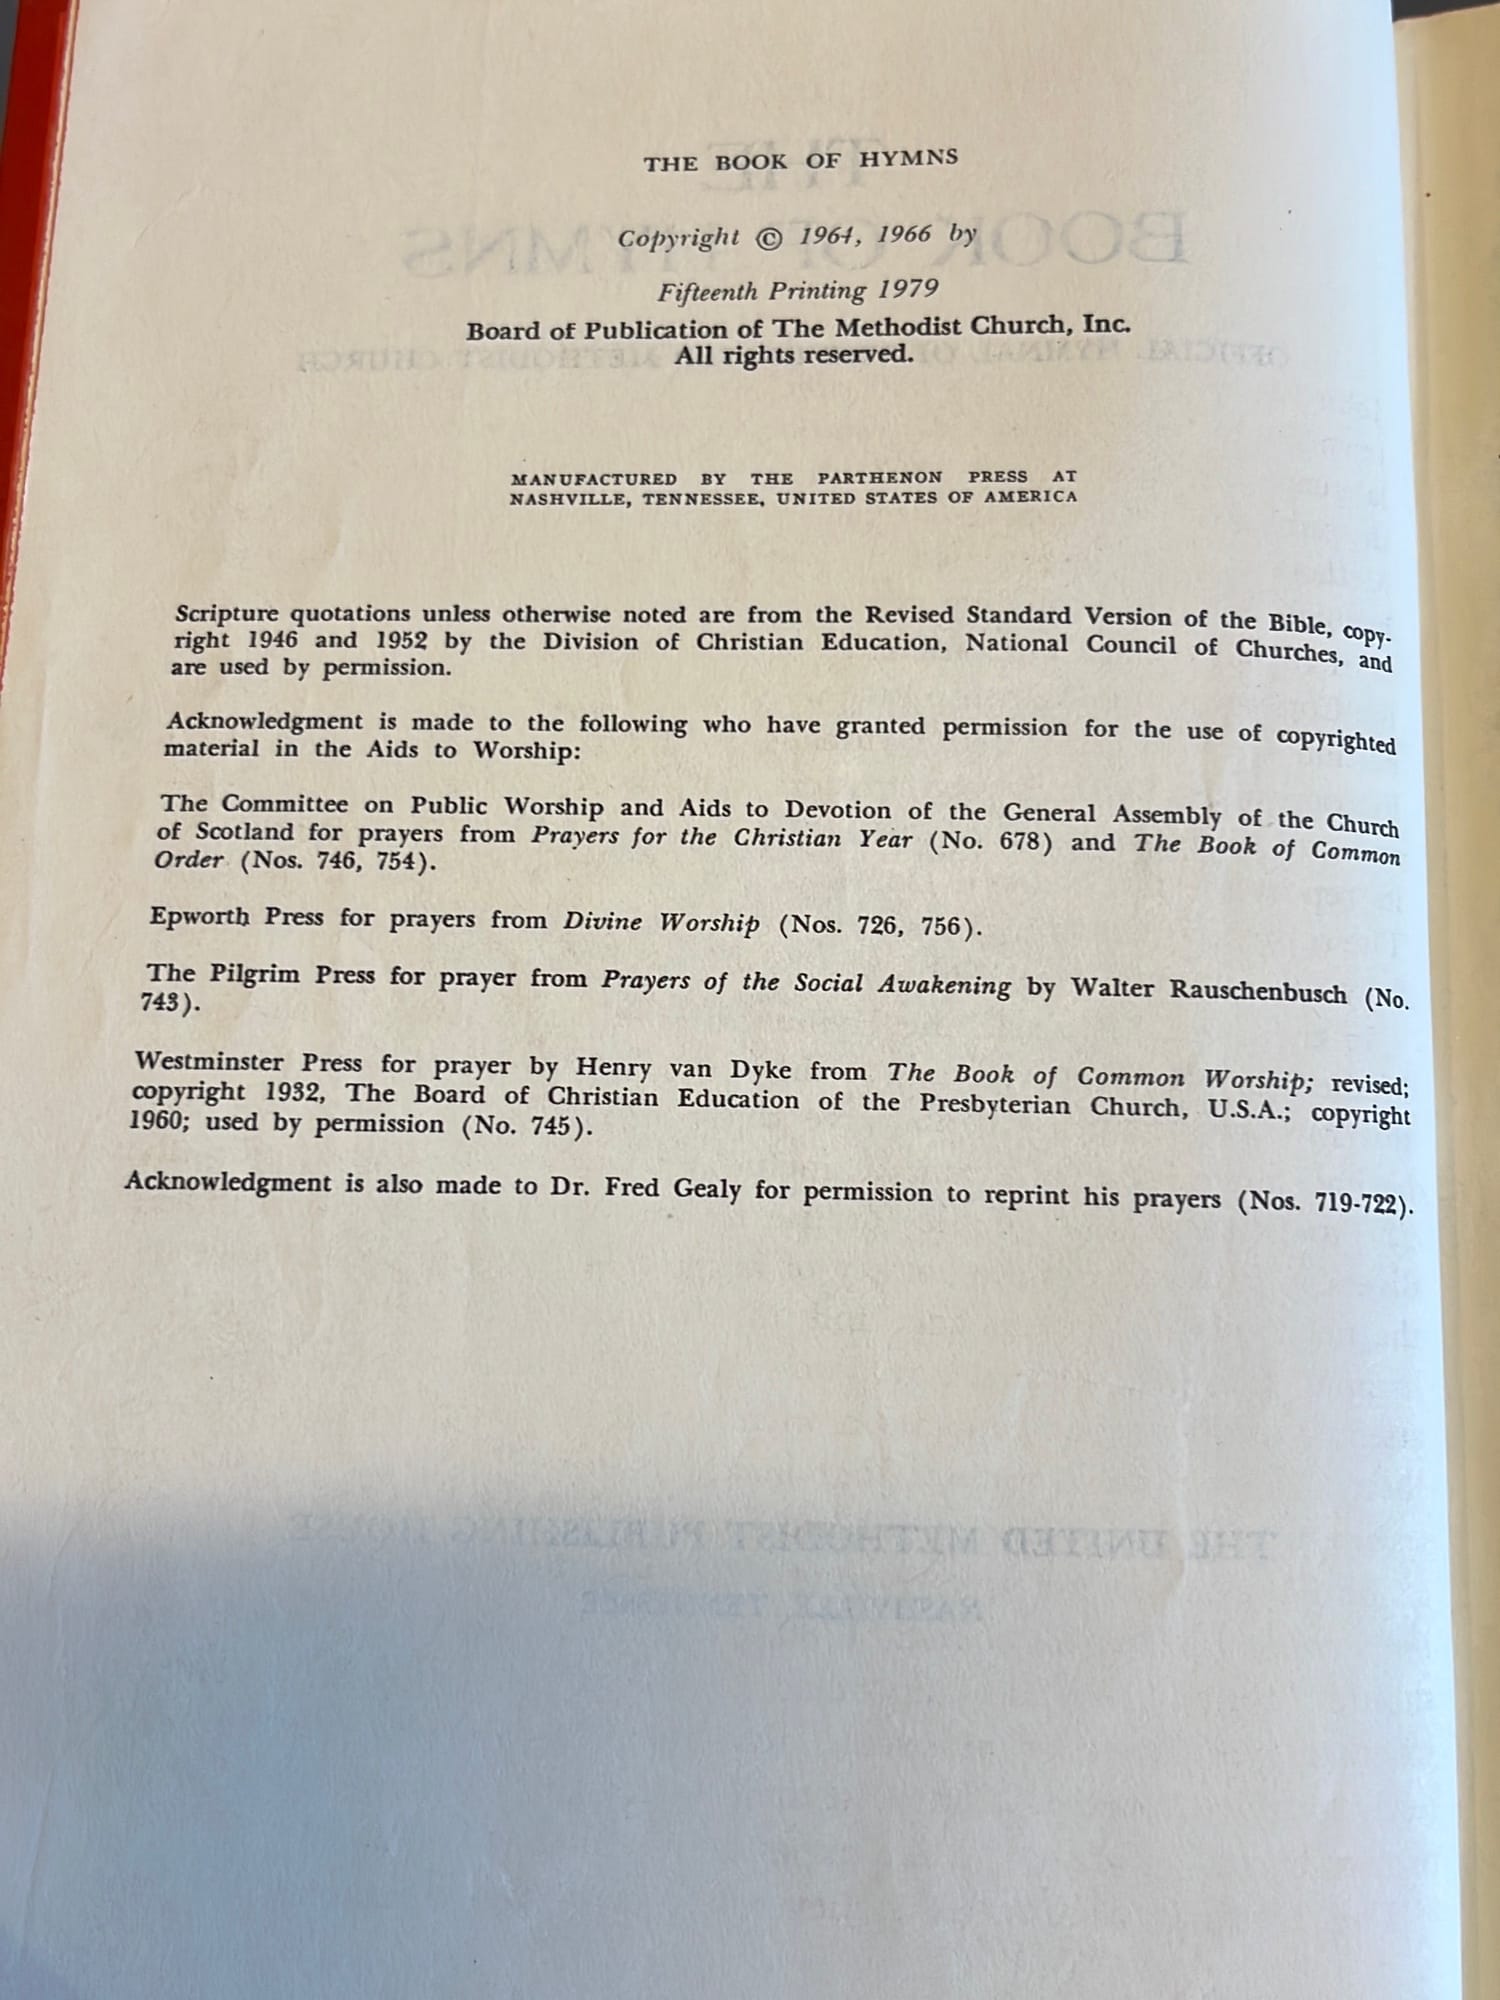 THE BOOK OF HYMNS
Copyright © 1964, 1966 by
Fifteenth Printing 1979
Board of Publication of The Methodist Church, Inc.
All rights reserved.
MANUFACTURED BY THE PARTHENON PRESS AT
NASHVILLE, TENNESSEE, UNITED STATES OF AMERICA
Scripture quotations unless otherwise noted are from the Revised Standard Version of the Bible, copy-
right 1946 and 1952 by the Division of Christian Education, National Council of Churches, and
are used by permission.
Acknowledgment is made to the following who have granted permission for the use of copyrighted
material in the Aids to Worship:
The Committee on Public Worship and Aids to Devotion of the General Assembly of the Church
of Scotland for prayers from Prayers for the Christian Year (No. 678) and The Book of Common
Order (Nos. 746, 754).
Epworth Press for prayers from Divine Worship (Nos. 726, 756).
The Pilgrim Press for prayer from Prayers of the Social Awakening by Walter Rauschenbusch (No.
743).
Westminster Press for prayer by Henry van Dyke from The Book of Common Worship; revised;
copyright 1932, The Board of Christian Education of the Presbyterian Church, U.S.A.; copyright
1960; used by permission (No. 745).
Acknowledgment is also made to Dr. Fred Gealy for permission to reprint his prayers (Nos. 719-722).
THE UNITED METHODIST PUBLISHING HOUSE
NASHVILLE, TENNESSEE